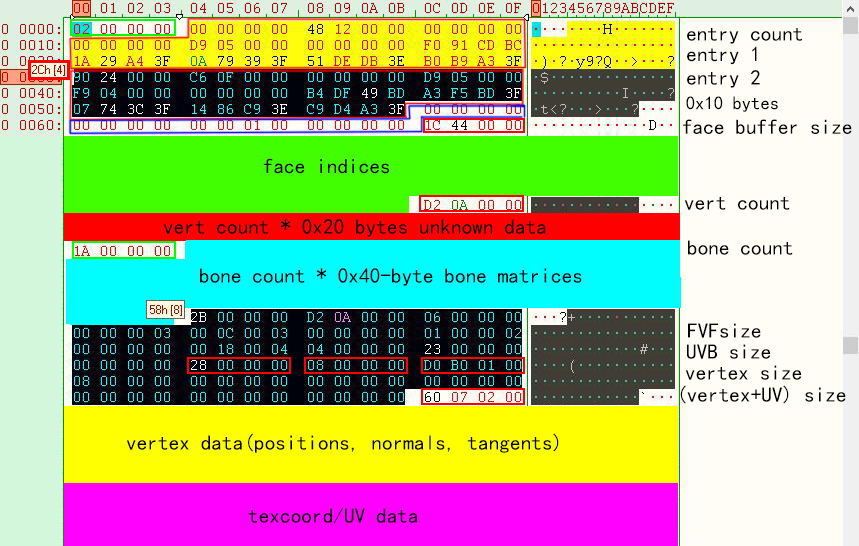 00 01 02 03 04 05 06 07 08 09 0A 0B 0C 0D 0E 0F 0123456789ABCDEF
0 0000: 02 00 00 00 00 00 00 00 48 12 00 00 00 00 00 00 ········H······· entry count
0 0010: 00 00 00 00 D9 05 00 00 00 00 00 00 F0 91 CD BC entry 1
1A 29 A4 3F 0A 79 39 3F 51 DE DB 3E B0 B9 A3 3F ·)·?·y9?Q··>···?
2Ch [4]
90 24 00 00 C6 0F 00 00 00 00 00 00 D9 05 00 00 ·$·············· entry 2
0 0040: F9 04 00 00 00 00 00 00 B4 DF 49 BD A3 F5 BD 3F ··········I····?
0 0050: 07 74 3C 3F 14 86 C9 3E C9 D4 A3 3F 00 00 00 00 ·t<?···>···?···· 0x10 bytes
0 0060: 00 00 00 00 00 00 01 00 00 00 00 00 1C 44 00 00 ·············D·· face buffer size
face indices
D2 0A 00 00 ················ vert count
vert count * 0x20 bytes unknown data
1A 00 00 00 bone count
bone count * 0x40-byte bone matrices
58h [8]
2B 00 00 00 D2 0A 00 00 06 00 00 00 ···?+···········
00 00 00 03 00 0C 00 03 00 00 00 00 01 00 00 02 ················ FVFsize
00 00 00 00 00 18 00 04 04 00 00 00 23 00 00 00 ············#··· UVB size
00 00 00 00 28 00 00 00 08 00 00 00 D0 B0 01 00 ····(··········· vertex size
08 00 00 00 00 00 00 00 00 00 00 00 00 00 00 00 ················
00 00 00 00 00 00 00 00 00 00 00 00 60 07 02 00 ············`··· (vertex+UV) size
vertex data(positions, normals, tangents)
texcoord/UV data